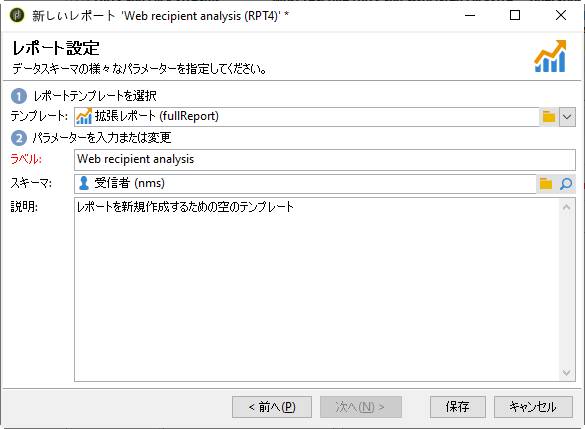 新しいレポート 'Web recipient analysis (RPT4)' *
レポート設定
データスキーマの様々なパラメーターを指定してください。
1 レポートテンプレートを選択
テンプレート: 拡張レポート (fullReport)
2 パラメーターを入力または変更
ラベル: Web recipient analysis
スキーマ: 受信者 (nms)
説明: レポートを新規作成するための空のテンプレート
< 前へ(P) 次へ(N) > 保存 キャンセル